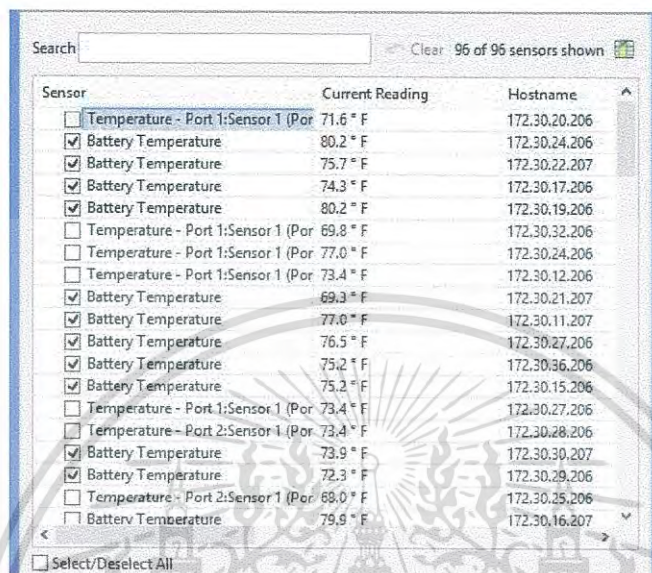 Search Clear 96 of 96 sensors shown
Sensor Current Reading Hostname
Temperature - Port 1:Sensor 1 (Por 71.6 ° F 172.30.20.206
Battery Temperature 80.2 ° F 172.30.24.206
Battery Temperature 75.7 ° F 172.30.22.207
Battery Temperature 74.3 ° F 172.30.17.206
Battery Temperature 80.2 ° F 172.30.19.206
Temperature - Port 1:Sensor 1 (Por 69.8 ° F 172.30.32.206
Temperature - Port 1:Sensor 1 (Por 77.0 ° F 172.30.24.206
Temperature - Port 1:Sensor 1 (Por 73.4 ° F 172.30.12.206
Battery Temperature 69.3 ° F 172.30.21.207
Battery Temperature 77.0 ° F 172.30.11.207
Battery Temperature 76.5 ° F 172.30.27.206
Battery Temperature 75.2 ° F 172.30.36.206
Battery Temperature 75.2 ° F 172.30.15.206
Temperature - Port 1:Sensor 1 (Por 73.4 ° F 172.30.27.206
Temperature - Port 2:Sensor 1 (Por 73.4 ° F 172.30.28.206
Battery Temperature 73.9 ° F 172.30.30.207
Battery Temperature 72.3 ° F 172.30.29.206
Temperature - Port 2:Sensor 1 (Por 68.0 ° F 172.30.25.206
Battery Temperature 79.9 ° F 172.30.16.207
Select/Deselect All